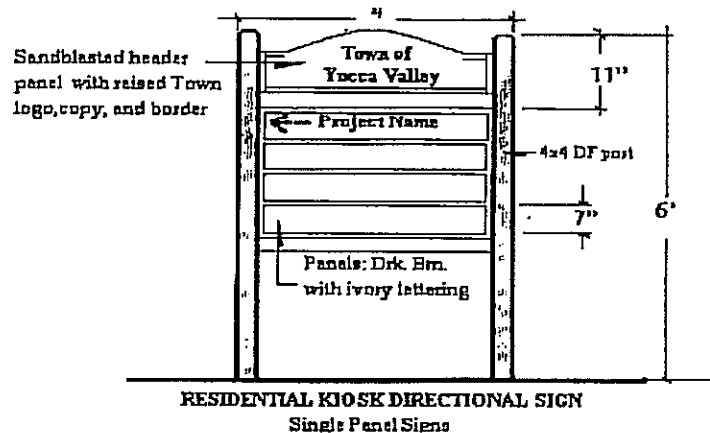 4'
Sandblasted header
panel with raised Town
logo, copy, and border
Town of
Yucca Valley
11"
Project Name
4x4 DF post
7"
6'
Panels: Drk. Brn.
with ivory lettering
RESIDENTIAL KIOSK DIRECTIONAL SIGN
Single Panel Signs